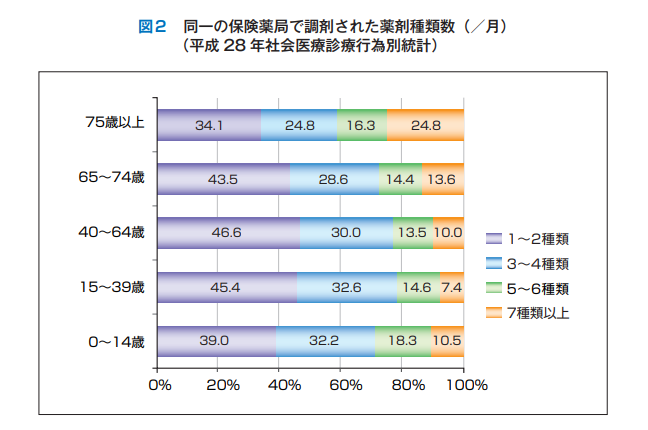 図2 同一の保険薬局で調剤された薬剤種類数（／月）
（平成 28 年社会医療診療行為別統計）
75歳以上 34.1 24.8 16.3 24.8
65〜74歳 43.5 28.6 14.4 13.6
40〜64歳 46.6 30.0 13.5 10.0
15〜39歳 45.4 32.6 14.6 7.4
0〜14歳 39.0 32.2 18.3 10.5
0% 20% 40% 60% 80% 100%
1〜2種類
3〜4種類
5〜6種類
7種類以上